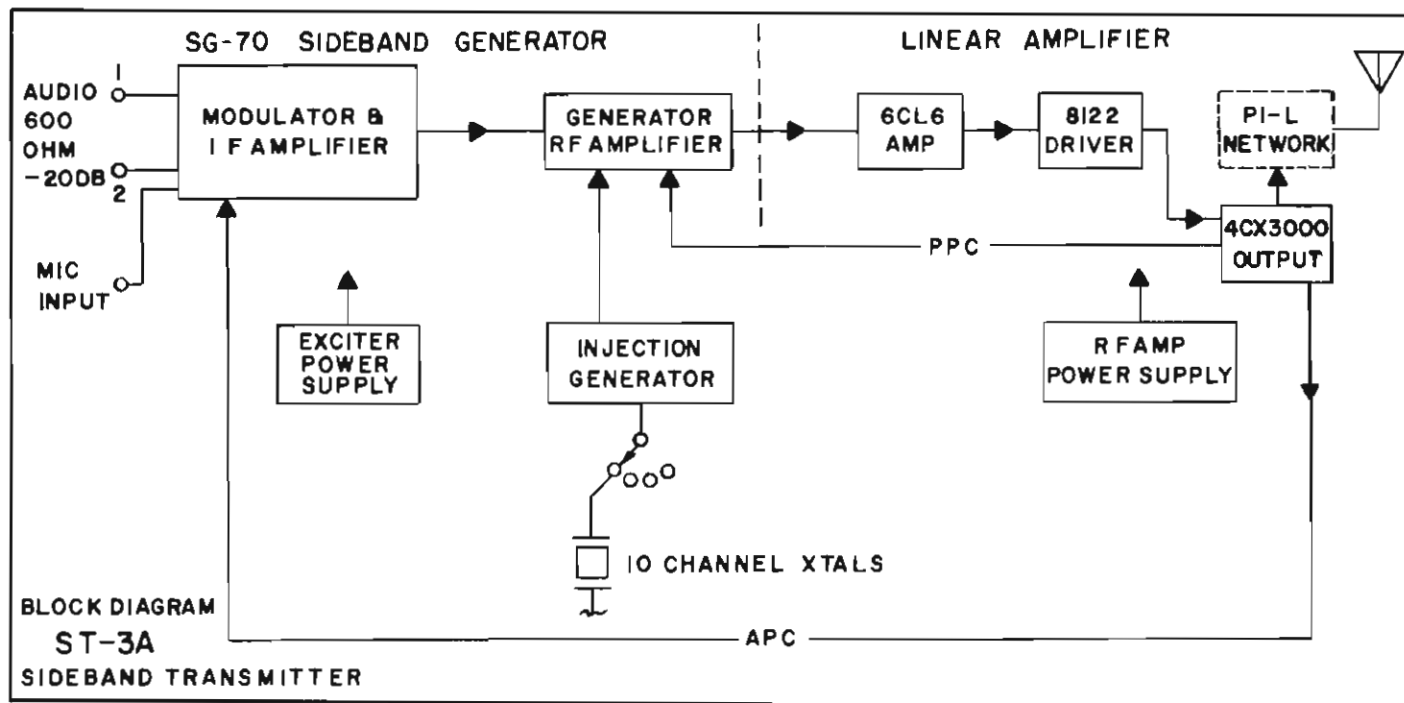 SG-70 SIDEBAND GENERATOR
LINEAR AMPLIFIER
1
AUDIO
600
OHM
-20DB
2
MODULATOR &
IF AMPLIFIER
GENERATOR
RF AMPLIFIER
6CL6
AMP
8122
DRIVER
PI-L
NETWORK
4CX3000
OUTPUT
PPC
MIC
INPUT
EXCITER
POWER
SUPPLY
INJECTION
GENERATOR
RF AMP
POWER SUPPLY
10 CHANNEL XTALS
APC
BLOCK DIAGRAM
ST-3A
SIDEBAND TRANSMITTER